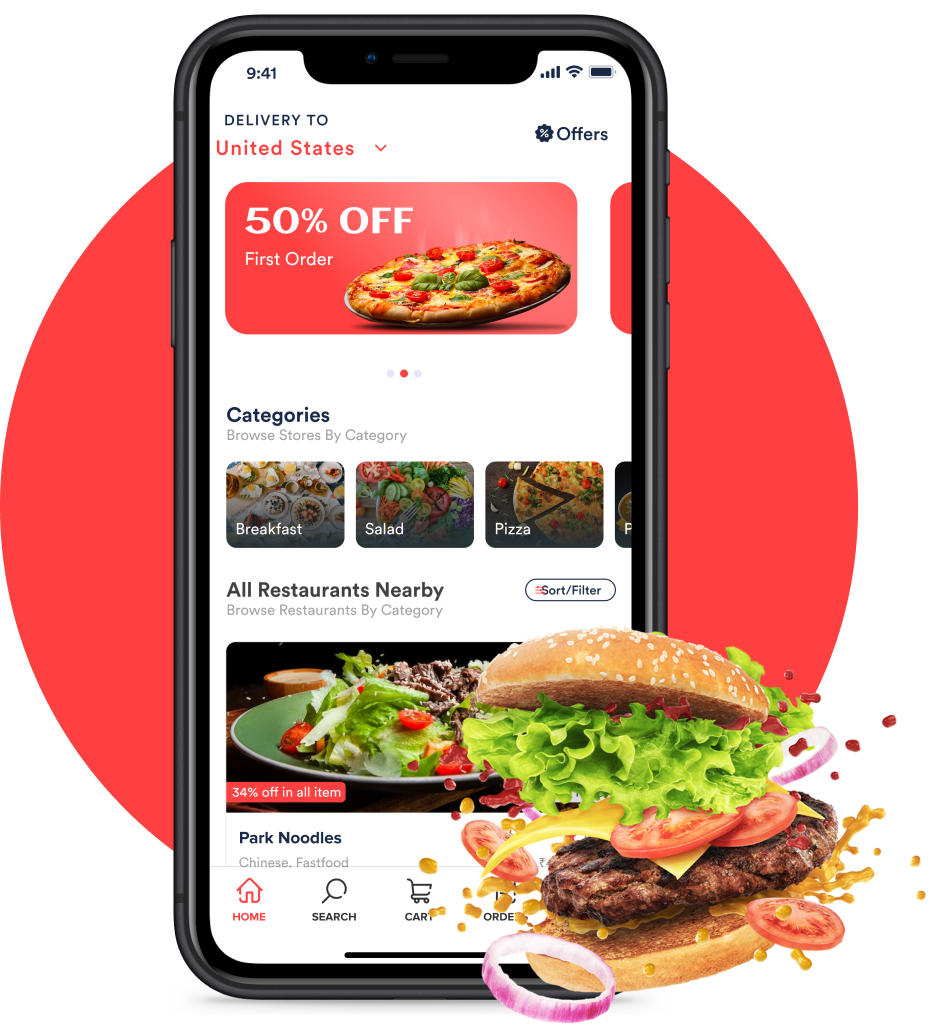 9:41
DELIVERY TO
United States
Offers
50% OFF
First Order
Categories
Browse Stores By Category
Breakfast
Salad
Pizza
All Restaurants Nearby
Sort/Filter
Browse Restaurants By Category
34% off in all item
Park Noodles
Chinese, Fastfood
₹
HOME
SEARCH
CART